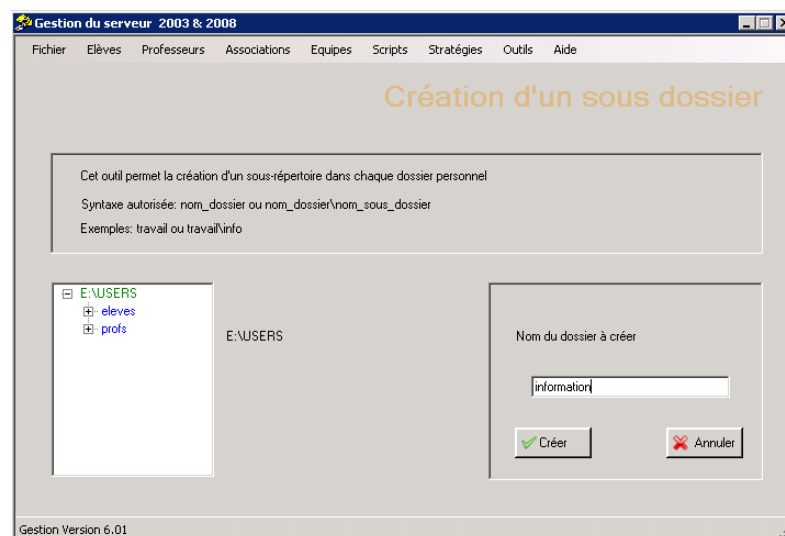 Gestion du serveur 2003 & 2008
Fichier Elèves Professeurs Associations Equipes Scripts Stratégies Outils Aide
Création d'un sous dossier
Cet outil permet la création d'un sous-répertoire dans chaque dossier personnel
Syntaxe autorisée: nom_dossier ou nom_dossier\nom_sous_dossier
Exemples: travail ou travail\info
E:\USERS
eleves
profs
E:\USERS
Nom du dossier à créer
information
Créer Annuler
Gestion Version 6.01